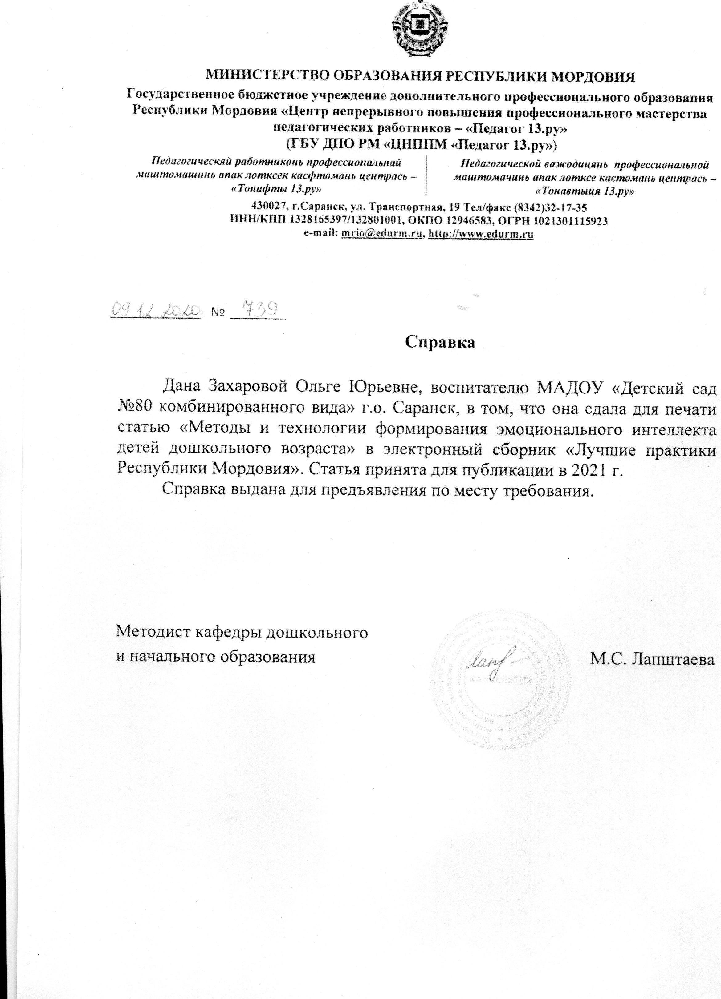 МИНИСТЕРСТВО ОБРАЗОВАНИЯ РЕСПУБЛИКИ МОРДОВИЯ
Государственное бюджетное учреждение дополнительного профессионального образования
Республики Мордовия «Центр непрерывного повышения профессионального мастерства
педагогических работников – «Педагог 13.ру»
(ГБУ ДПО РМ «ЦНППМ «Педагог 13.ру»)
Педагогическяй работниконь профессиональнай
маштомашинь апак лотксек касфтомань центрась –
«Тонафты 13.ру»
Педагогической важодицянь профессиональной
маштомачинь апак лотксе кастомань центрась –
«Тонавтыця 13.ру»
430027, г.Саранск, ул. Транспортная, 19 Тел/факс (8342)32-17-35
ИНН/КПП 1328165397/132801001, ОКПО 12946583, ОГРН 1021301115923
e-mail: mrio@edurm.ru, http://www.edurm.ru
09.12.2020. № 739
Справка
Дана Захаровой Ольге Юрьевне, воспитателю МАДОУ «Детский сад
№80 комбинированного вида» г.о. Саранск, в том, что она сдала для печати
статью «Методы и технологии формирования эмоционального интеллекта
детей дошкольного возраста» в электронный сборник «Лучшие практики
Республики Мордовия». Статья принята для публикации в 2021 г.
Справка выдана для предъявления по месту требования.
Методист кафедры дошкольного
и начального образования М.С. Лапштаева
КАНЦЕЛЯРИЯ